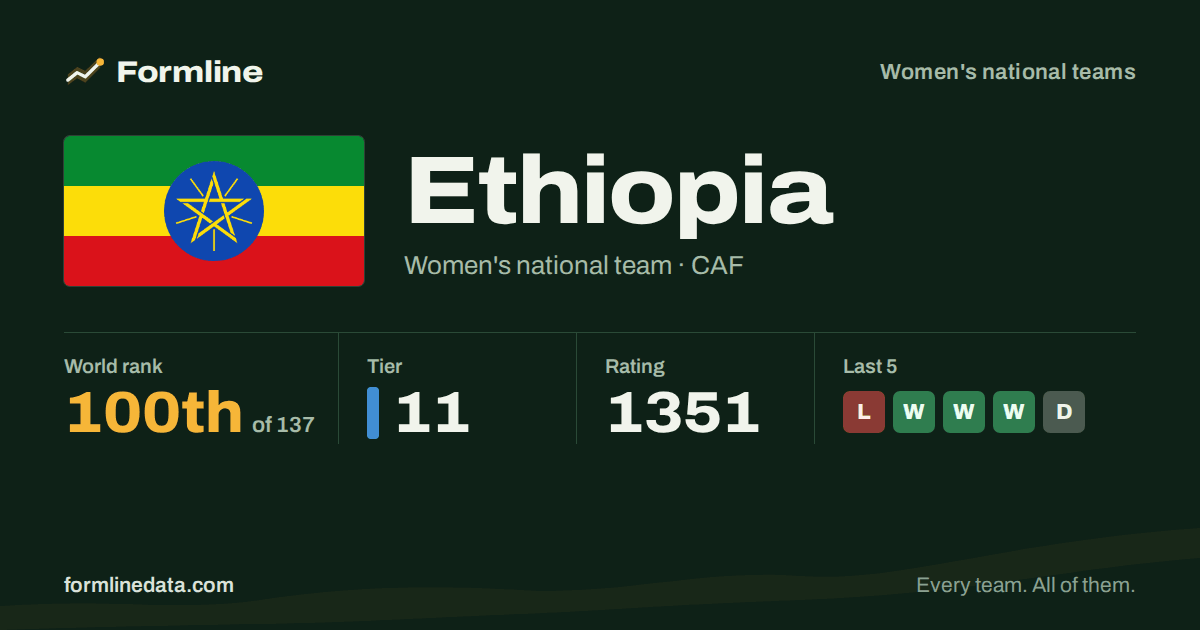 Formline
Women's national teams
Ethiopia
Women's national team · CAF
World rank
100th of 137
Tier
11
Rating
1351
Last 5
L W W W D
formlinedata.com
Every team. All of them.